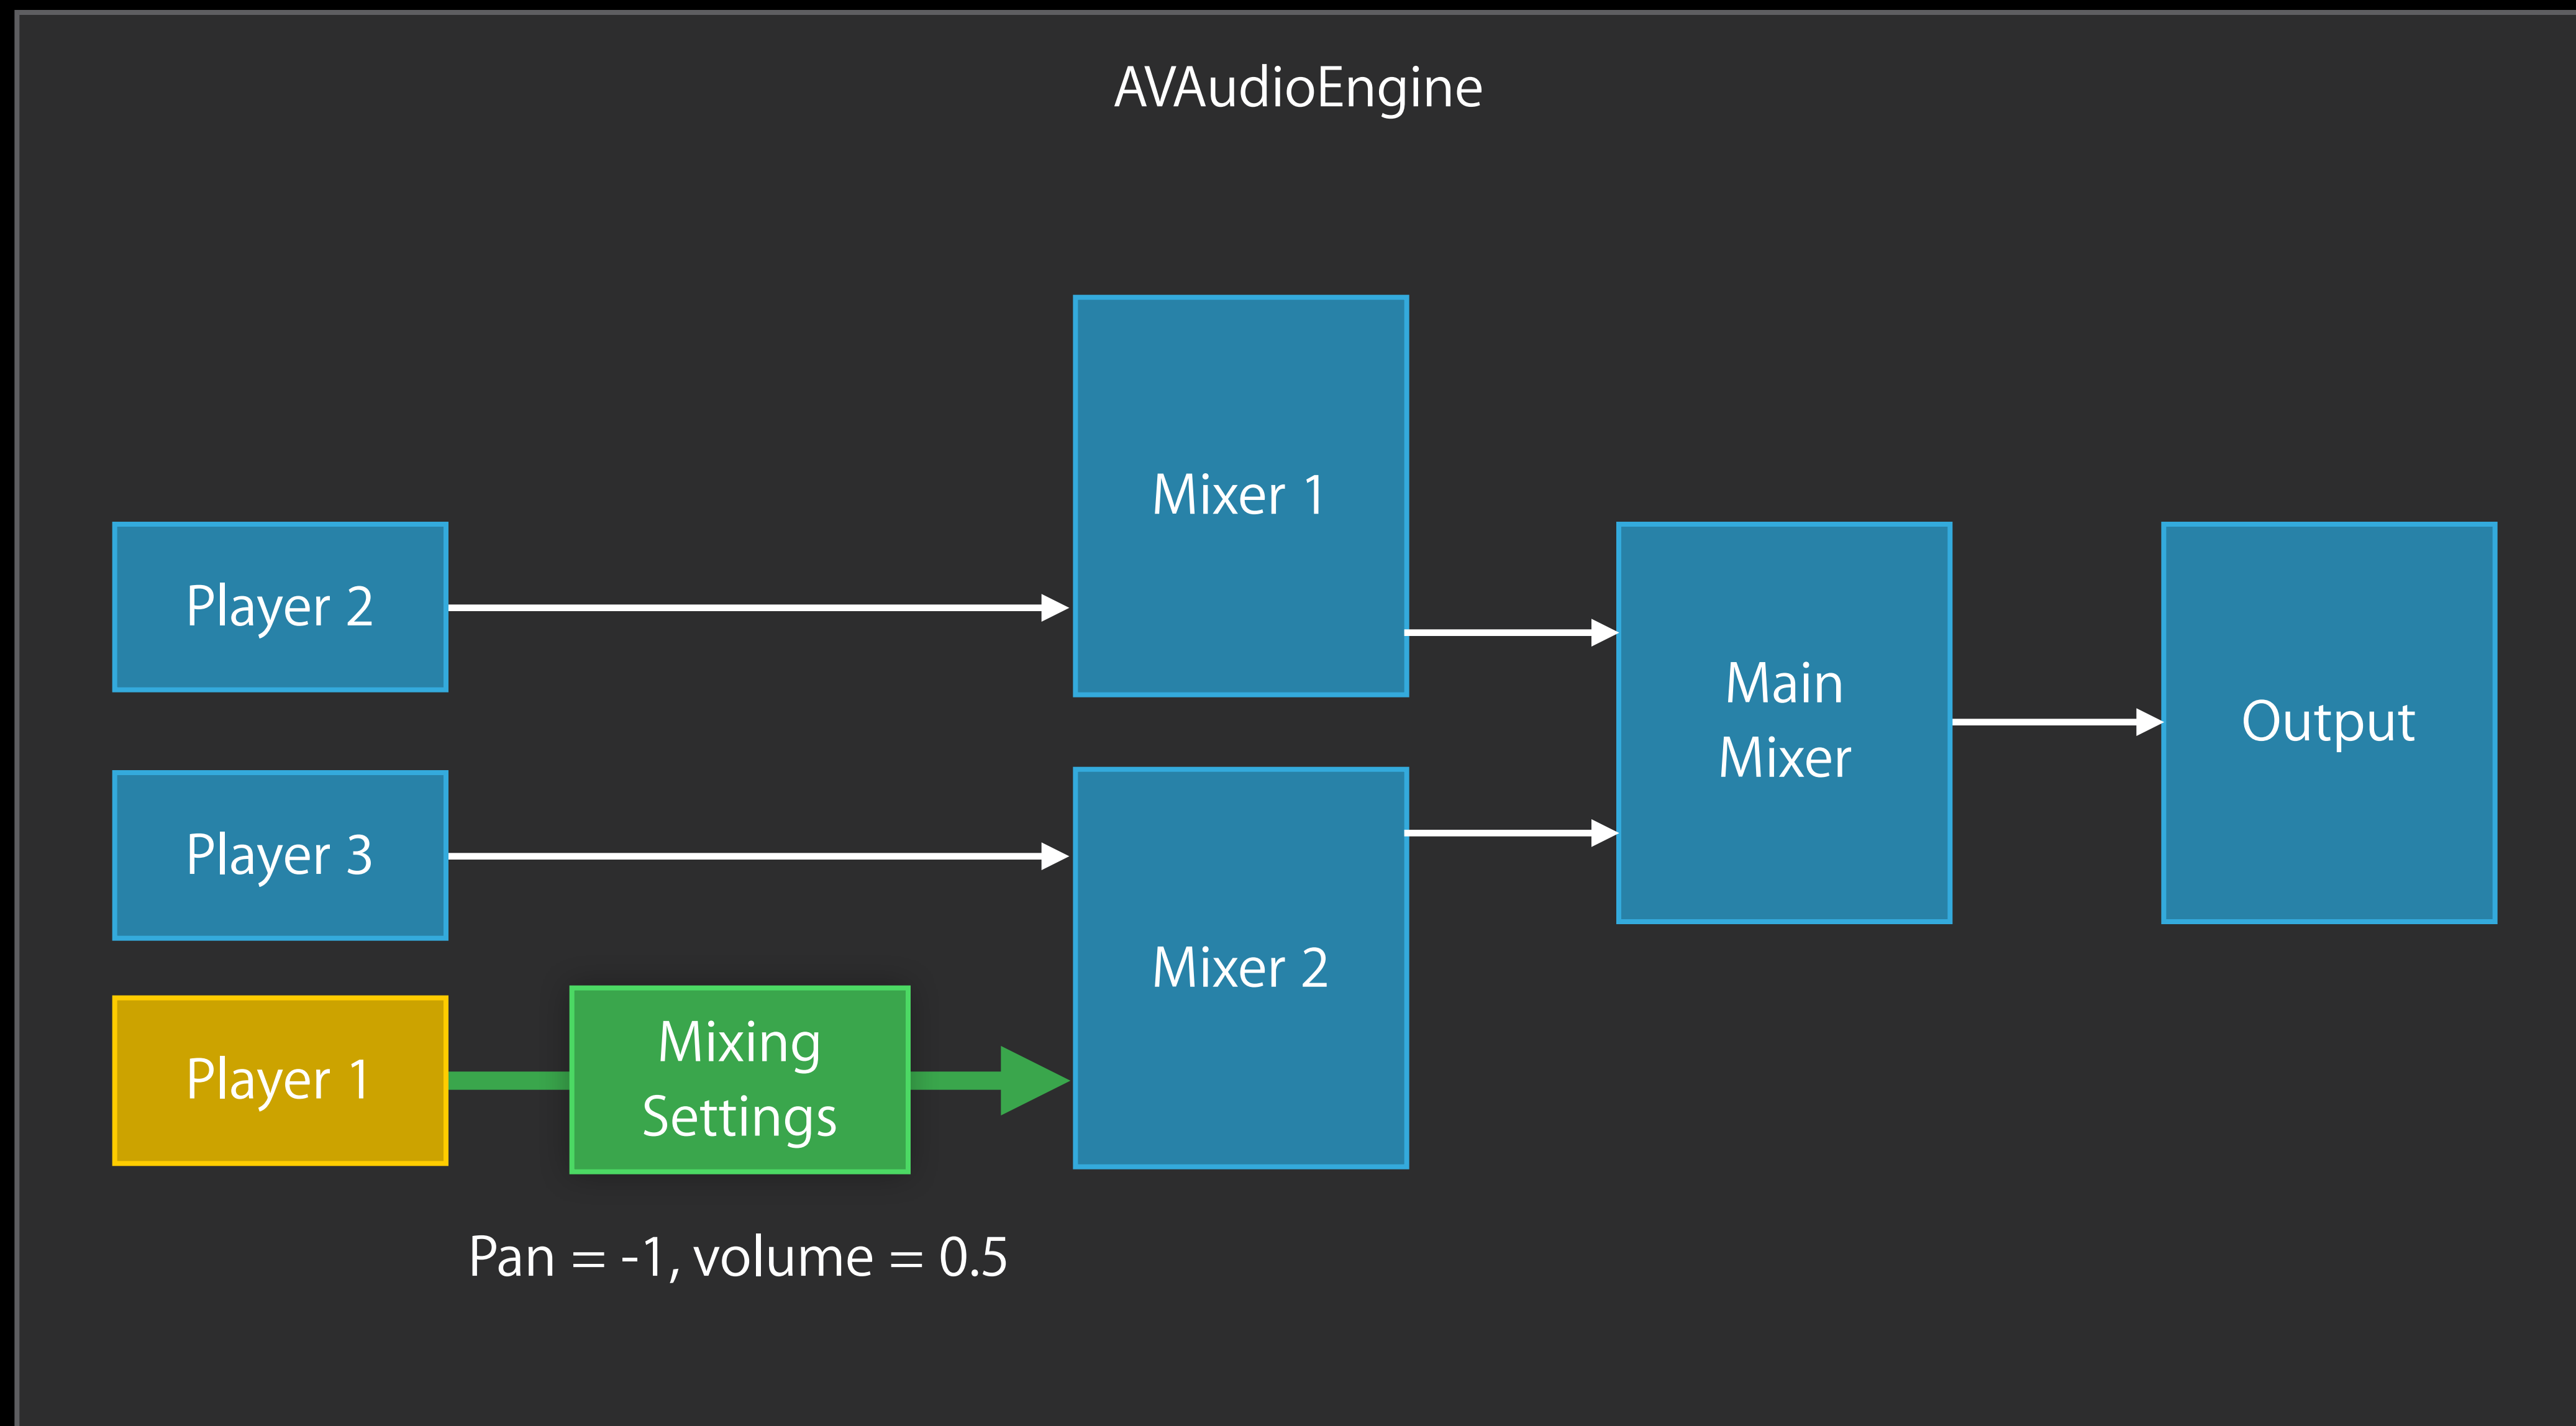 AVAudioEngine
Mixer 1
Player 2
Main
Mixer
Output
Player 3
Mixer 2
Player 1
Mixing
Settings
Pan = -1, volume = 0.5